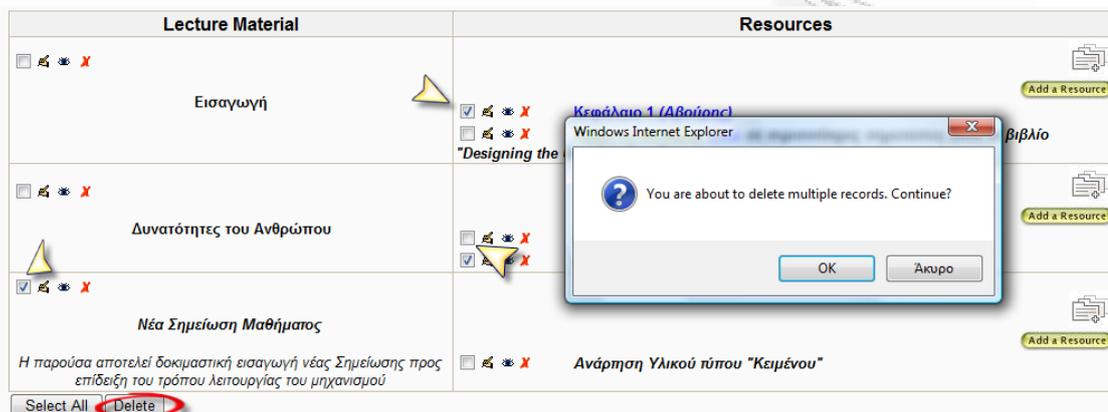 Lecture Material
Resources
Εισαγωγή
Add a Resource
Κεφάλαιο 1 (Αβούρης)
βιβλίο
"Designing the
Windows Internet Explorer
You are about to delete multiple records. Continue?
OK
Άκυρο
Δυνατότητες του Ανθρώπου
Add a Resource
Νέα Σημείωση Μαθήματος
Η παρούσα αποτελεί δοκιμαστική εισαγωγή νέας Σημείωσης προς
επίδειξη του τρόπου λειτουργίας του μηχανισμού
Add a Resource
Ανάρτηση Υλικού τύπου "Κειμένου"
Select All
Delete